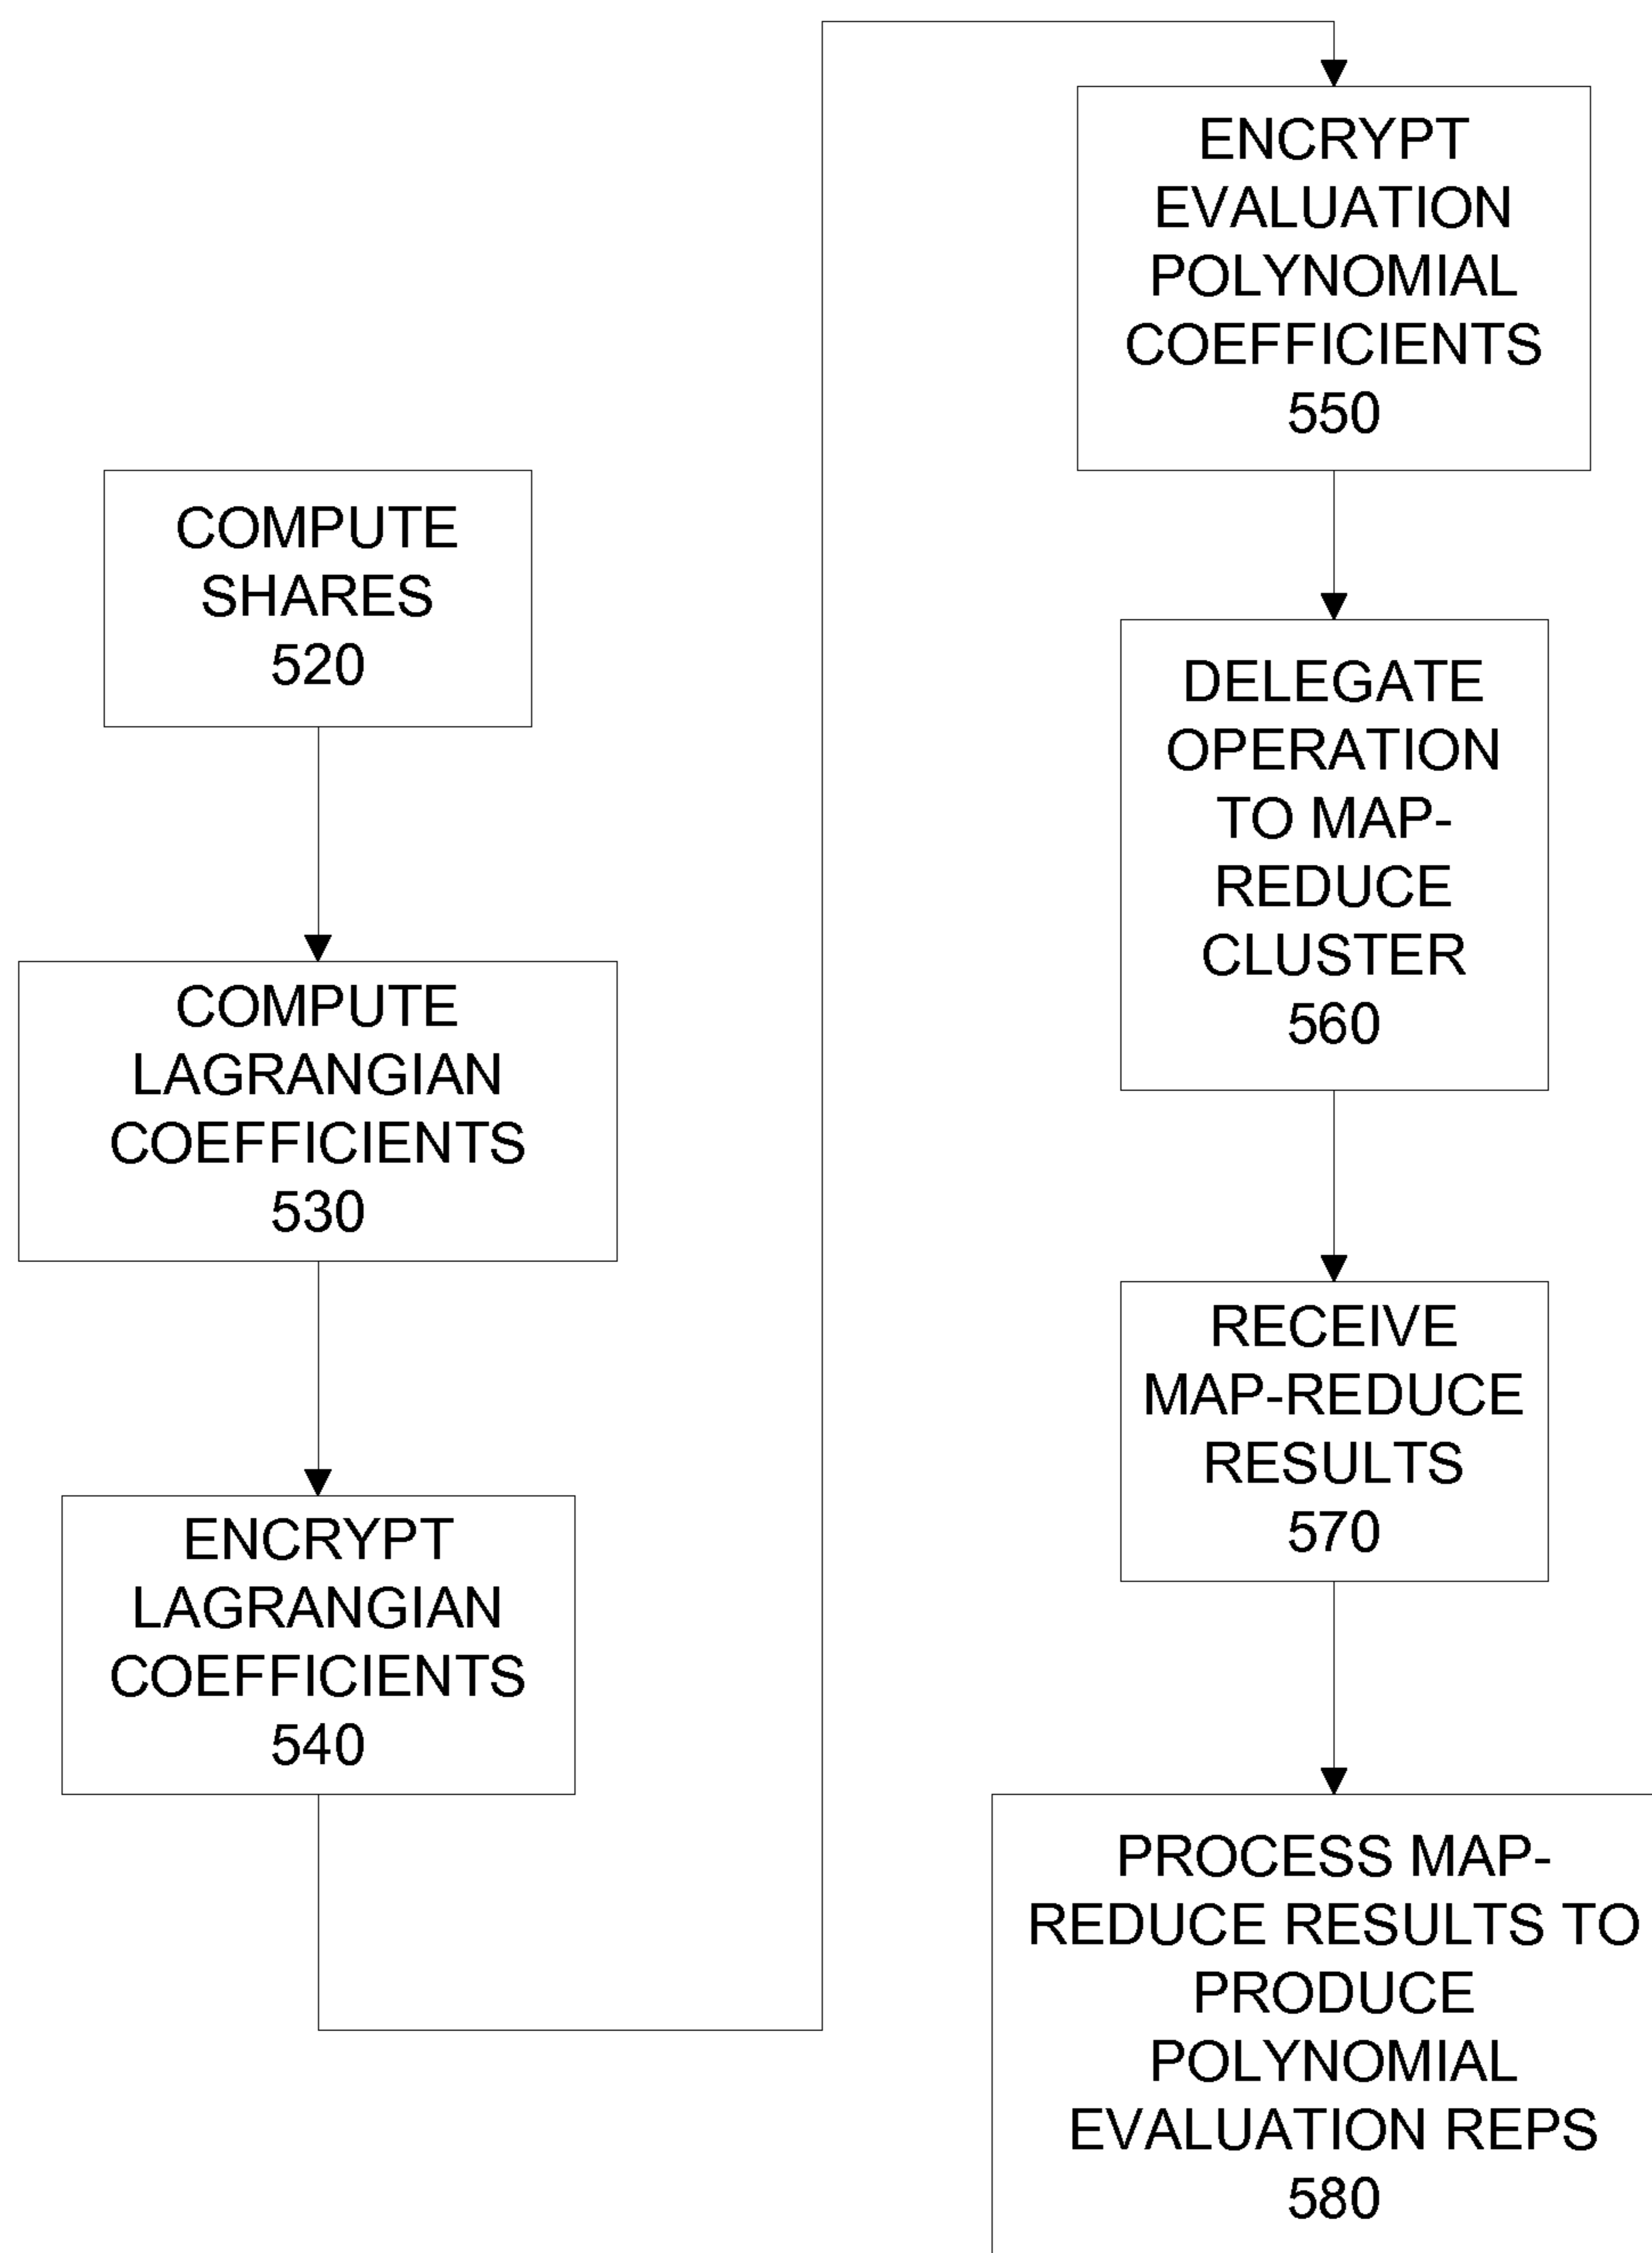 COMPUTE
SHARES
520
COMPUTE
LAGRANGIAN
COEFFICIENTS
530
ENCRYPT
LAGRANGIAN
COEFFICIENTS
540
ENCRYPT
EVALUATION
POLYNOMIAL
COEFFICIENTS
550
DELEGATE
OPERATION
TO MAP-
REDUCE
CLUSTER
560
RECEIVE
MAP-REDUCE
RESULTS
570
PROCESS MAP-
REDUCE RESULTS TO
PRODUCE
POLYNOMIAL
EVALUATION REPS
580